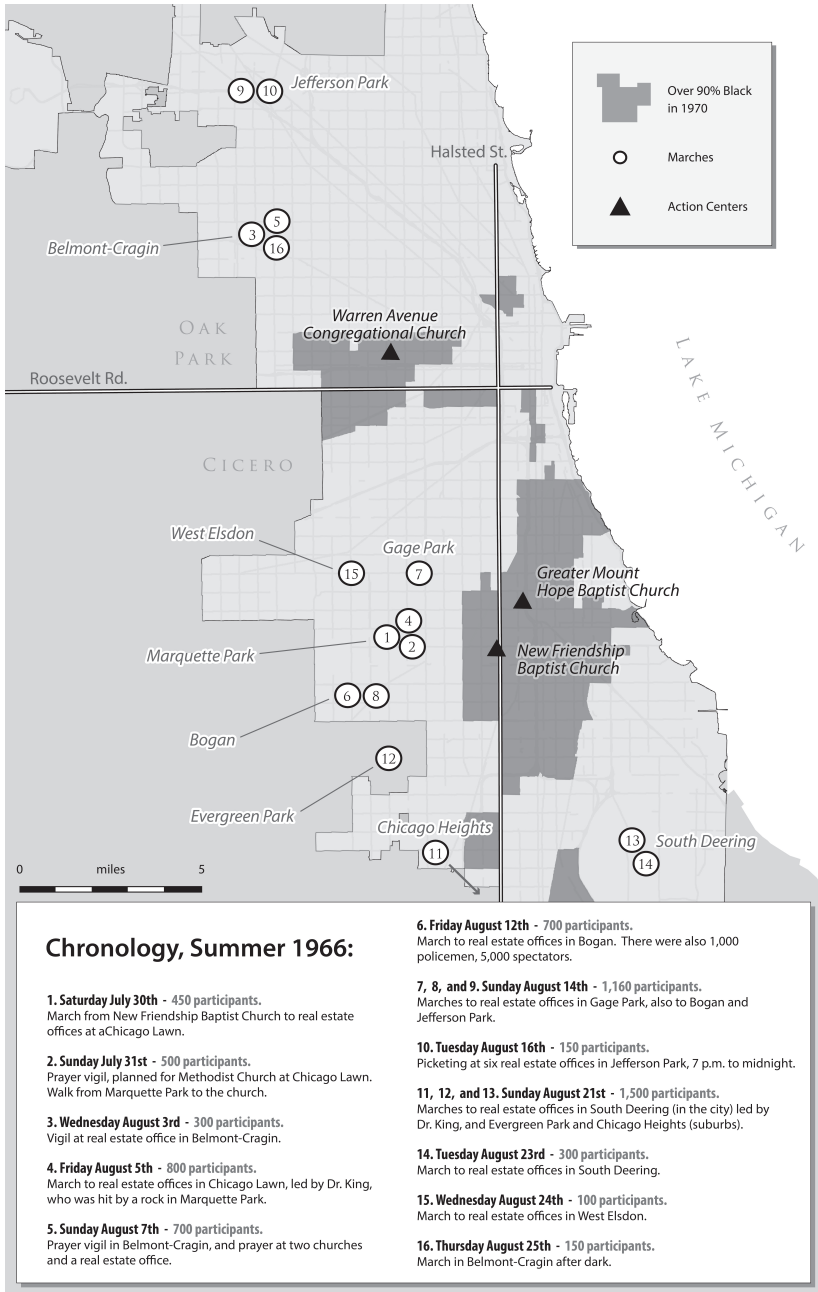 9
10
Jefferson Park
Over 90% Black
in 1970
Marches
Action Centers
Halsted St.
5
3
16
Belmont-Cragin
Warren Avenue
Congregational Church
OAK
PARK
Roosevelt Rd.
LAKE MICHIGAN
CICERO
West Elsdon
Gage Park
15
7
Greater Mount
Hope Baptist Church
4
1
2
Marquette Park
New Friendship
Baptist Church
6
8
Bogan
12
Evergreen Park
Chicago Heights
11
13
South Deering
14
0 miles 5
Chronology, Summer 1966:
1. Saturday July 30th - 450 participants.
March from New Friendship Baptist Church to real estate
offices at aChicago Lawn.
2. Sunday July 31st - 500 participants.
Prayer vigil, planned for Methodist Church at Chicago Lawn.
Walk from Marquette Park to the church.
3. Wednesday August 3rd - 300 participants.
Vigil at real estate office in Belmont-Cragin.
4. Friday August 5th - 800 participants.
March to real estate offices in Chicago Lawn, led by Dr. King,
who was hit by a rock in Marquette Park.
5. Sunday August 7th - 700 participants.
Prayer vigil in Belmont-Cragin, and prayer at two churches
and a real estate office.
6. Friday August 12th - 700 participants.
March to real estate offices in Bogan. There were also 1,000
policemen, 5,000 spectators.
7, 8, and 9. Sunday August 14th - 1,160 participants.
Marches to real estate offices in Gage Park, also to Bogan and
Jefferson Park.
10. Tuesday August 16th - 150 participants.
Picketing at six real estate offices in Jefferson Park, 7 p.m. to midnight.
11, 12, and 13. Sunday August 21st - 1,500 participants.
Marches to real estate offices in South Deering (in the city) led by
Dr. King, and Evergreen Park and Chicago Heights (suburbs).
14. Tuesday August 23rd - 300 participants.
March to real estate offices in South Deering.
15. Wednesday August 24th - 100 participants.
March to real estate offices in West Elsdon.
16. Thursday August 25th - 150 participants.
March in Belmont-Cragin after dark.